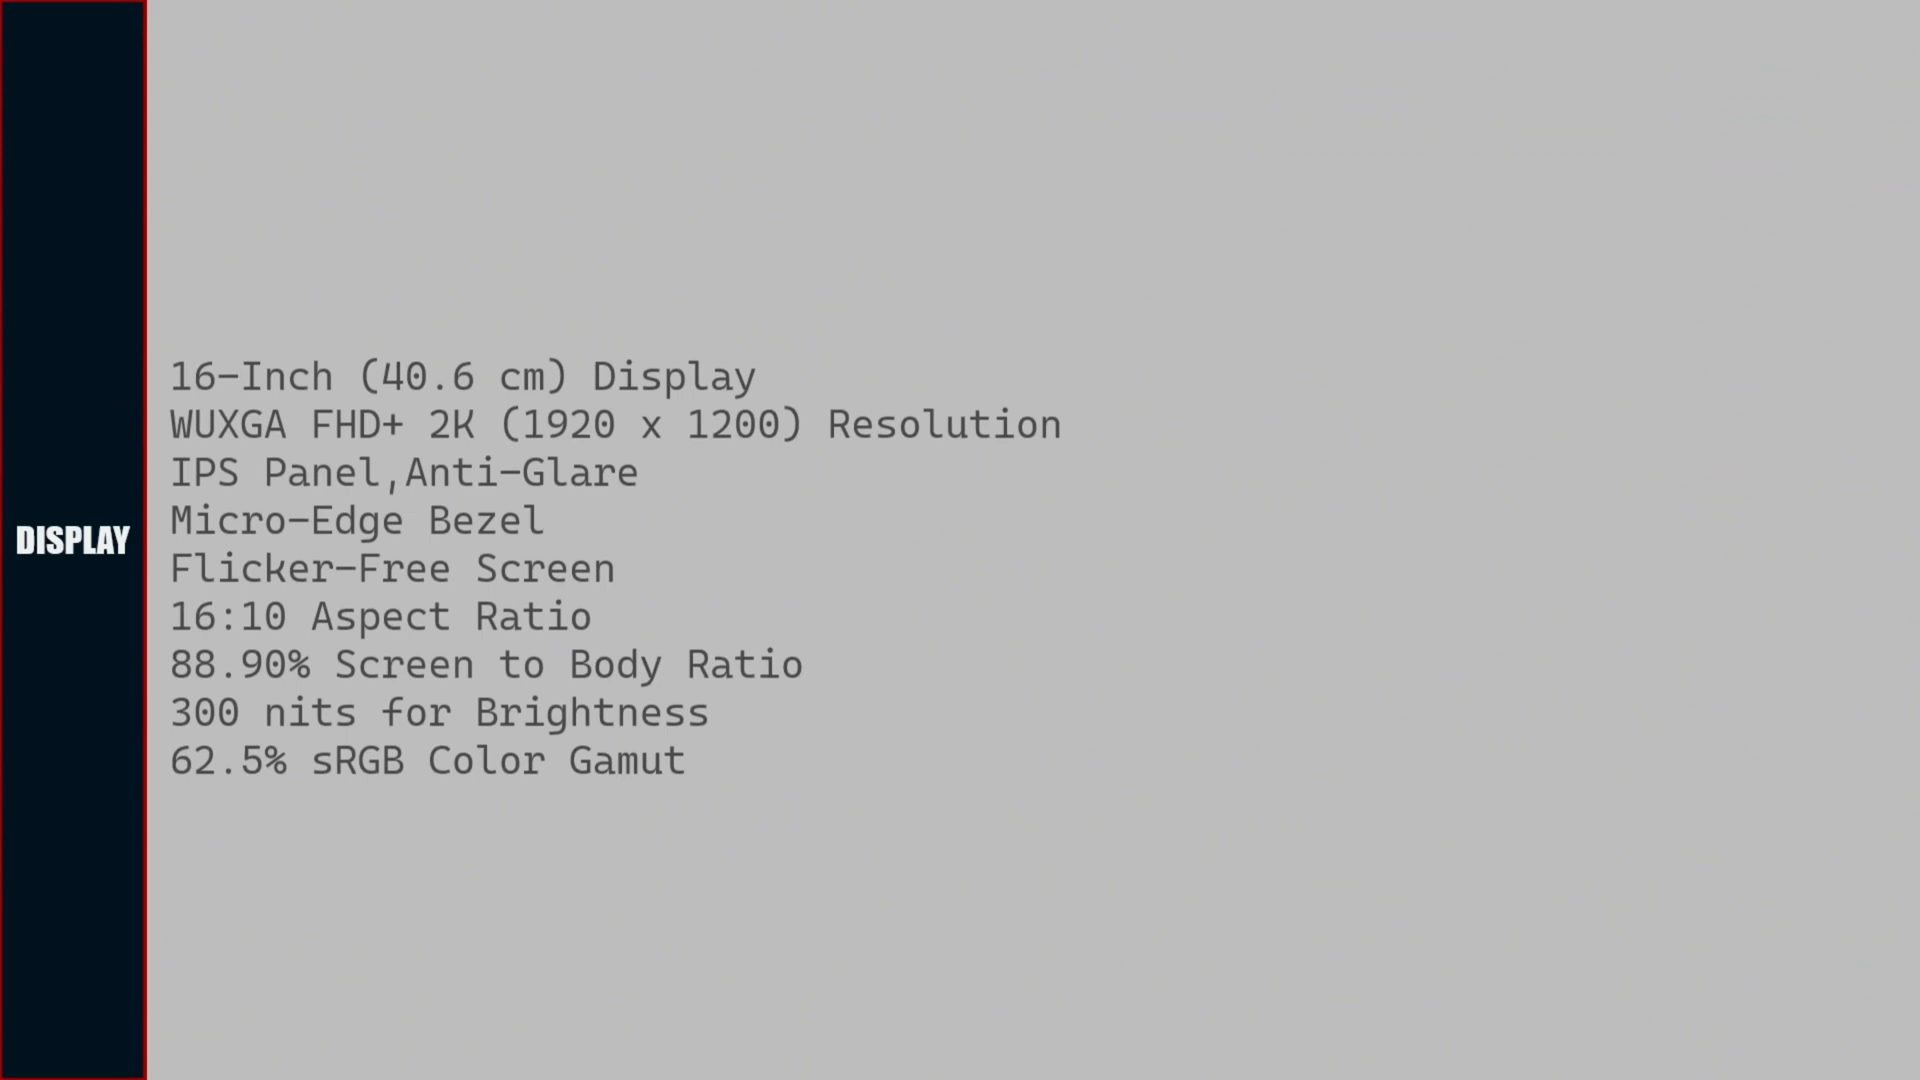 DISPLAY
16-Inch (40.6 cm) Display
WUXGA FHD+ 2K (1920 x 1200) Resolution
IPS Panel,Anti-Glare
Micro-Edge Bezel
Flicker-Free Screen
16:10 Aspect Ratio
88.90% Screen to Body Ratio
300 nits for Brightness
62.5% sRGB Color Gamut